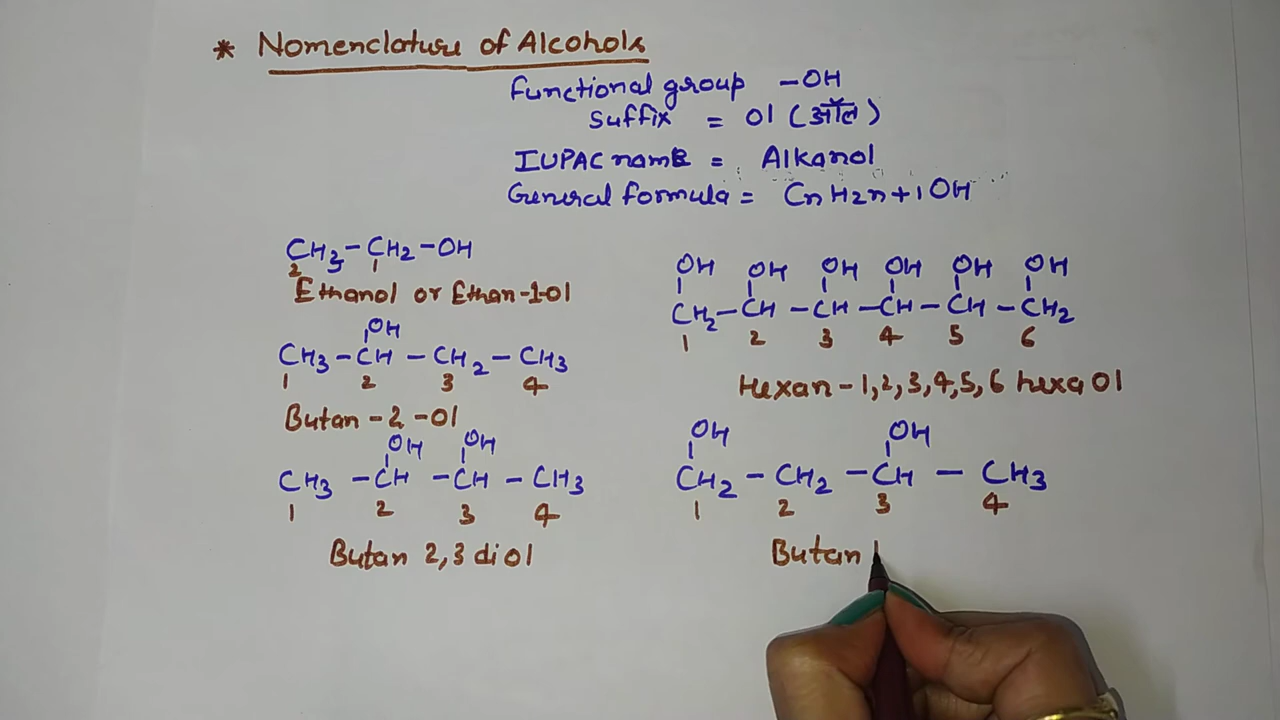 * Nomenclature of Alcohols
Functional group -OH
Suffix = ol (ऑल)
IUPAC name = Alkanol
General formula = CnH2n+1OH
CH3-CH2-OH
2 1
Ethanol or Ethan-1-ol
OH
CH3-CH-CH2-CH3
1 2 3 4
Butan-2-ol
OH OH
CH3-CH-CH-CH3
1 2 3 4
Butan 2,3 diol
OH OH OH OH OH OH
CH2-CH-CH-CH-CH-CH2
1 2 3 4 5 6
Hexan-1,2,3,4,5,6 hexaol
OH OH
CH2-CH2-CH-CH3
1 2 3 4
Butan 1